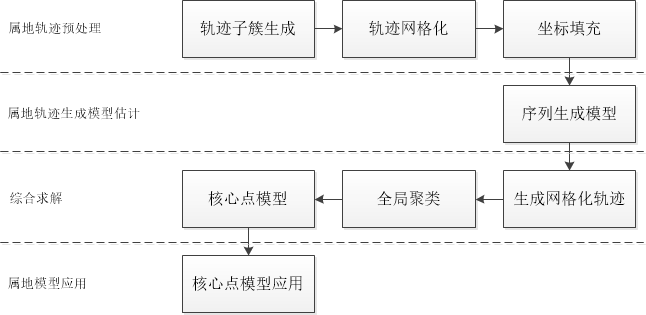 属地轨迹预处理
轨迹子簇生成
轨迹网格化
坐标填充
属地轨迹生成模型估计
序列生成模型
综合求解
核心点模型
全局聚类
生成网格化轨迹
属地模型应用
核心点模型应用